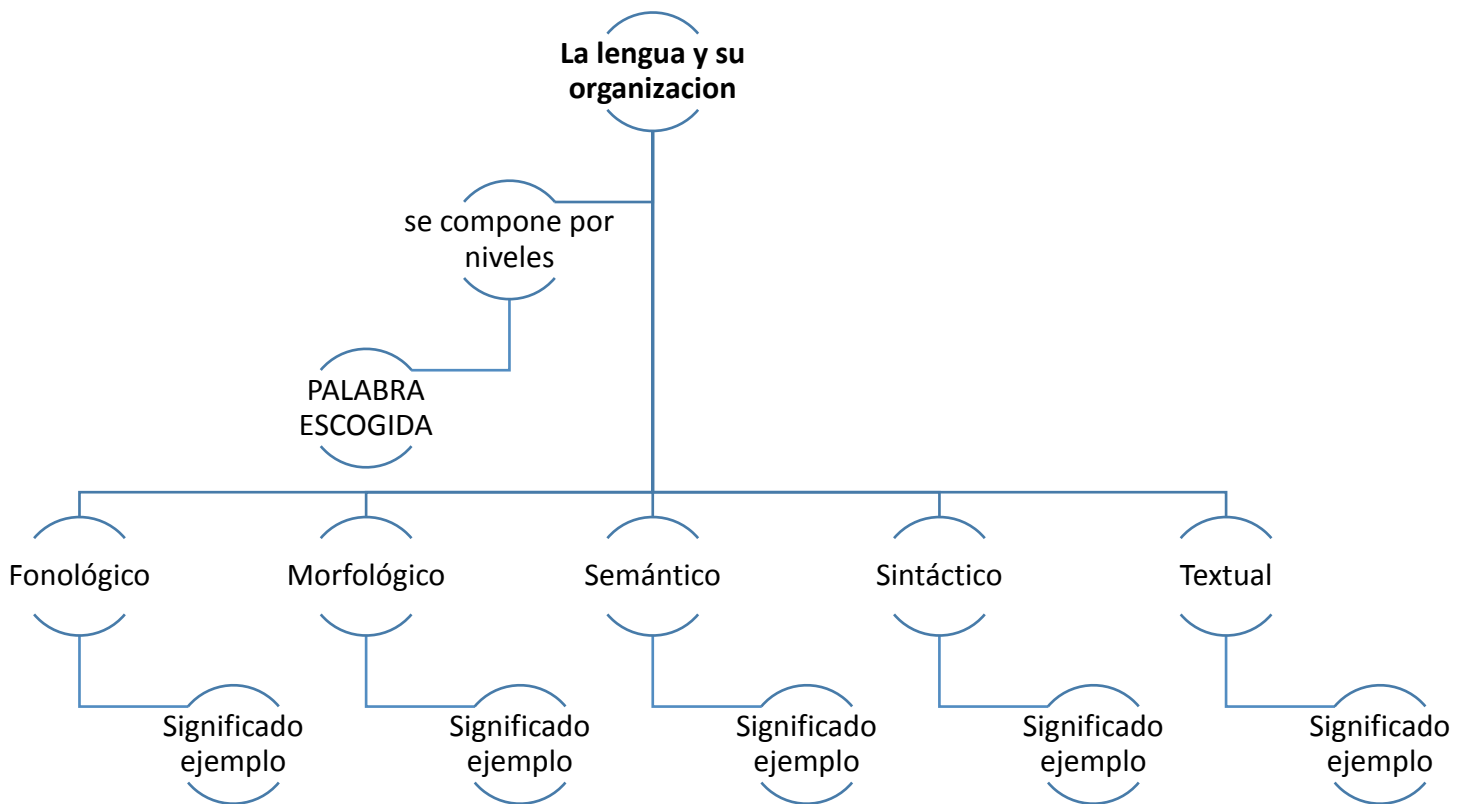 La lengua y su
organizacion
se compone por
niveles
PALABRA
ESCOGIDA
Fonológico
Morfológico
Semántico
Sintáctico
Textual
Significado
ejemplo
Significado
ejemplo
Significado
ejemplo
Significado
ejemplo
Significado
ejemplo